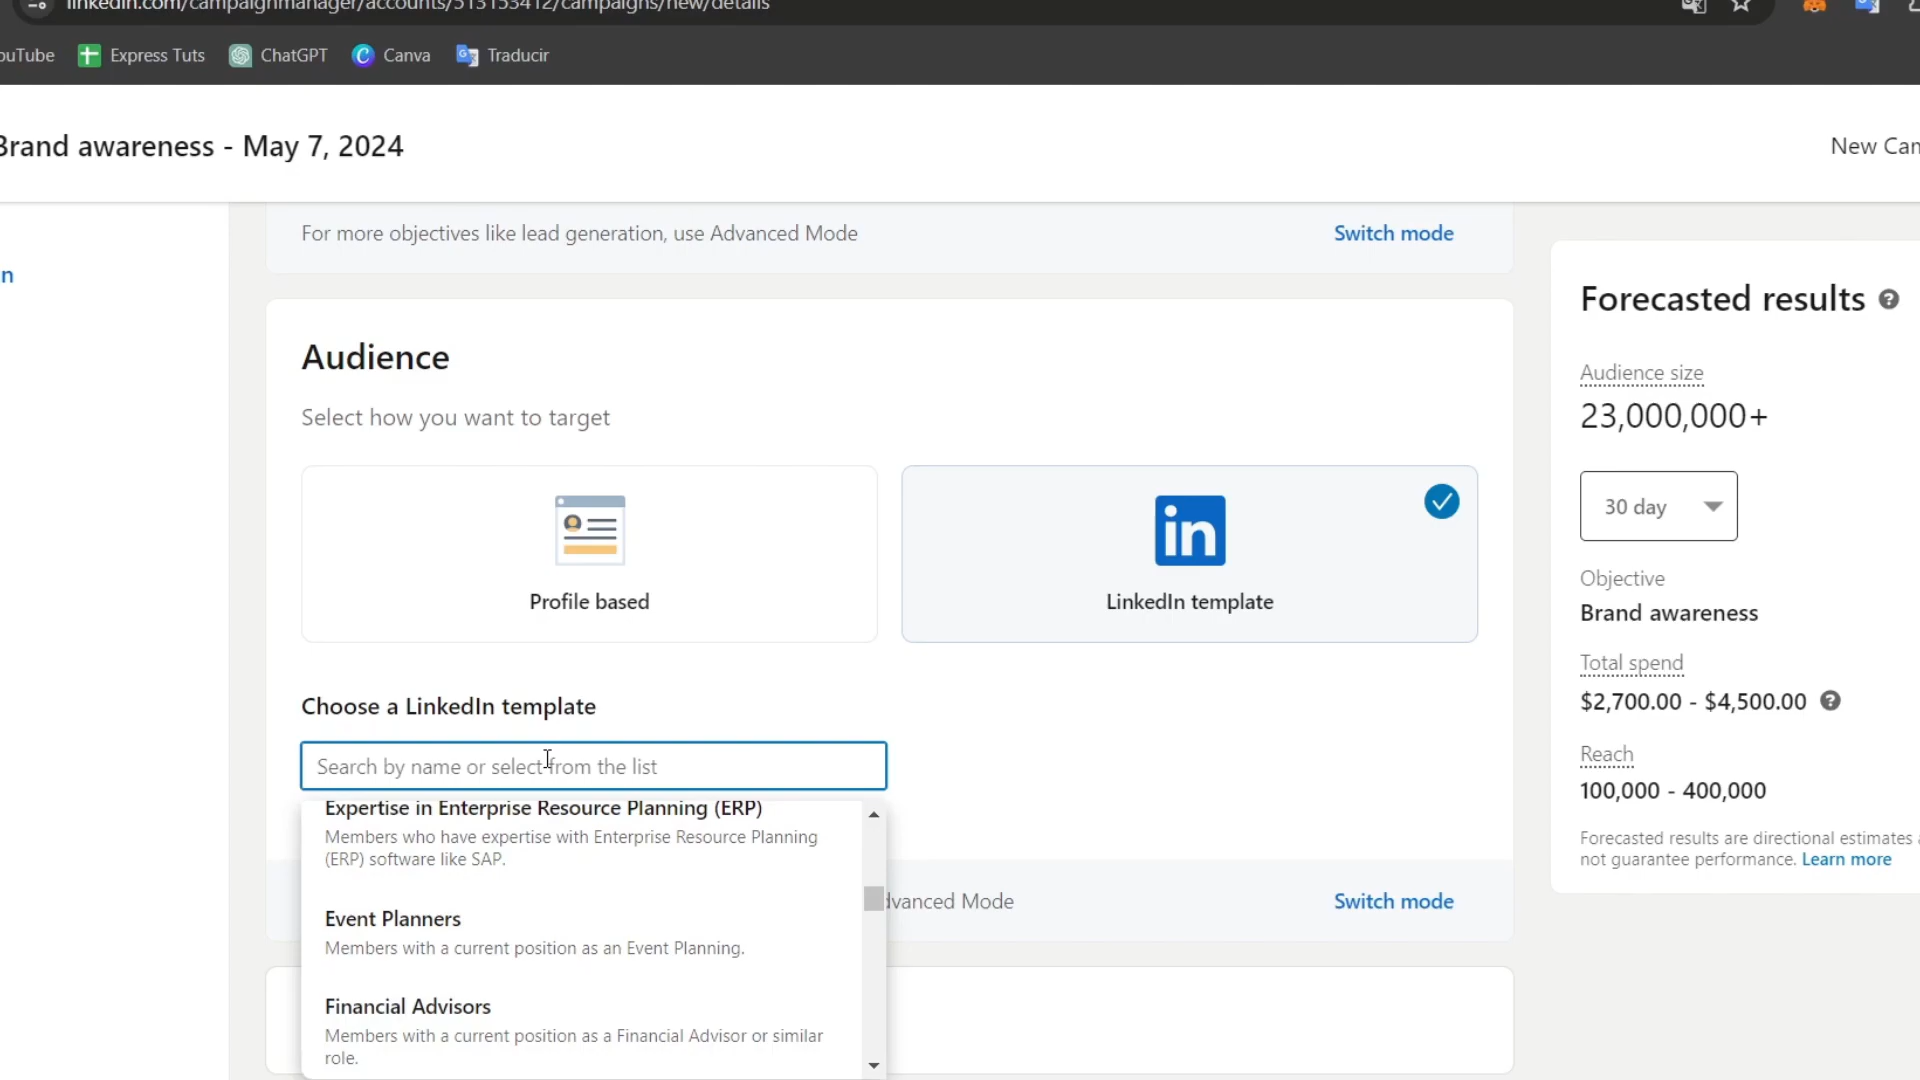 linkedin.com/campaignmanager/accounts/513153412/campaigns/new/details
ouTube
Express Tuts
ChatGPT
Canva
Traducir
Brand awareness - May 7, 2024
New Cam
For more objectives like lead generation, use Advanced Mode
Switch mode
n
Audience
Select how you want to target
Profile based
in
LinkedIn template
Choose a LinkedIn template
Search by name or select from the list
Expertise in Enterprise Resource Planning (ERP)
Members who have expertise with Enterprise Resource Planning
(ERP) software like SAP.
Event Planners
Members with a current position as an Event Planning.
Financial Advisors
Members with a current position as a Financial Advisor or similar
role.
dvanced Mode
Switch mode
Forecasted results
Audience size
23,000,000+
30 day
Objective
Brand awareness
Total spend
$2,700.00 - $4,500.00
Reach
100,000 - 400,000
Forecasted results are directional estimates a
not guarantee performance. Learn more